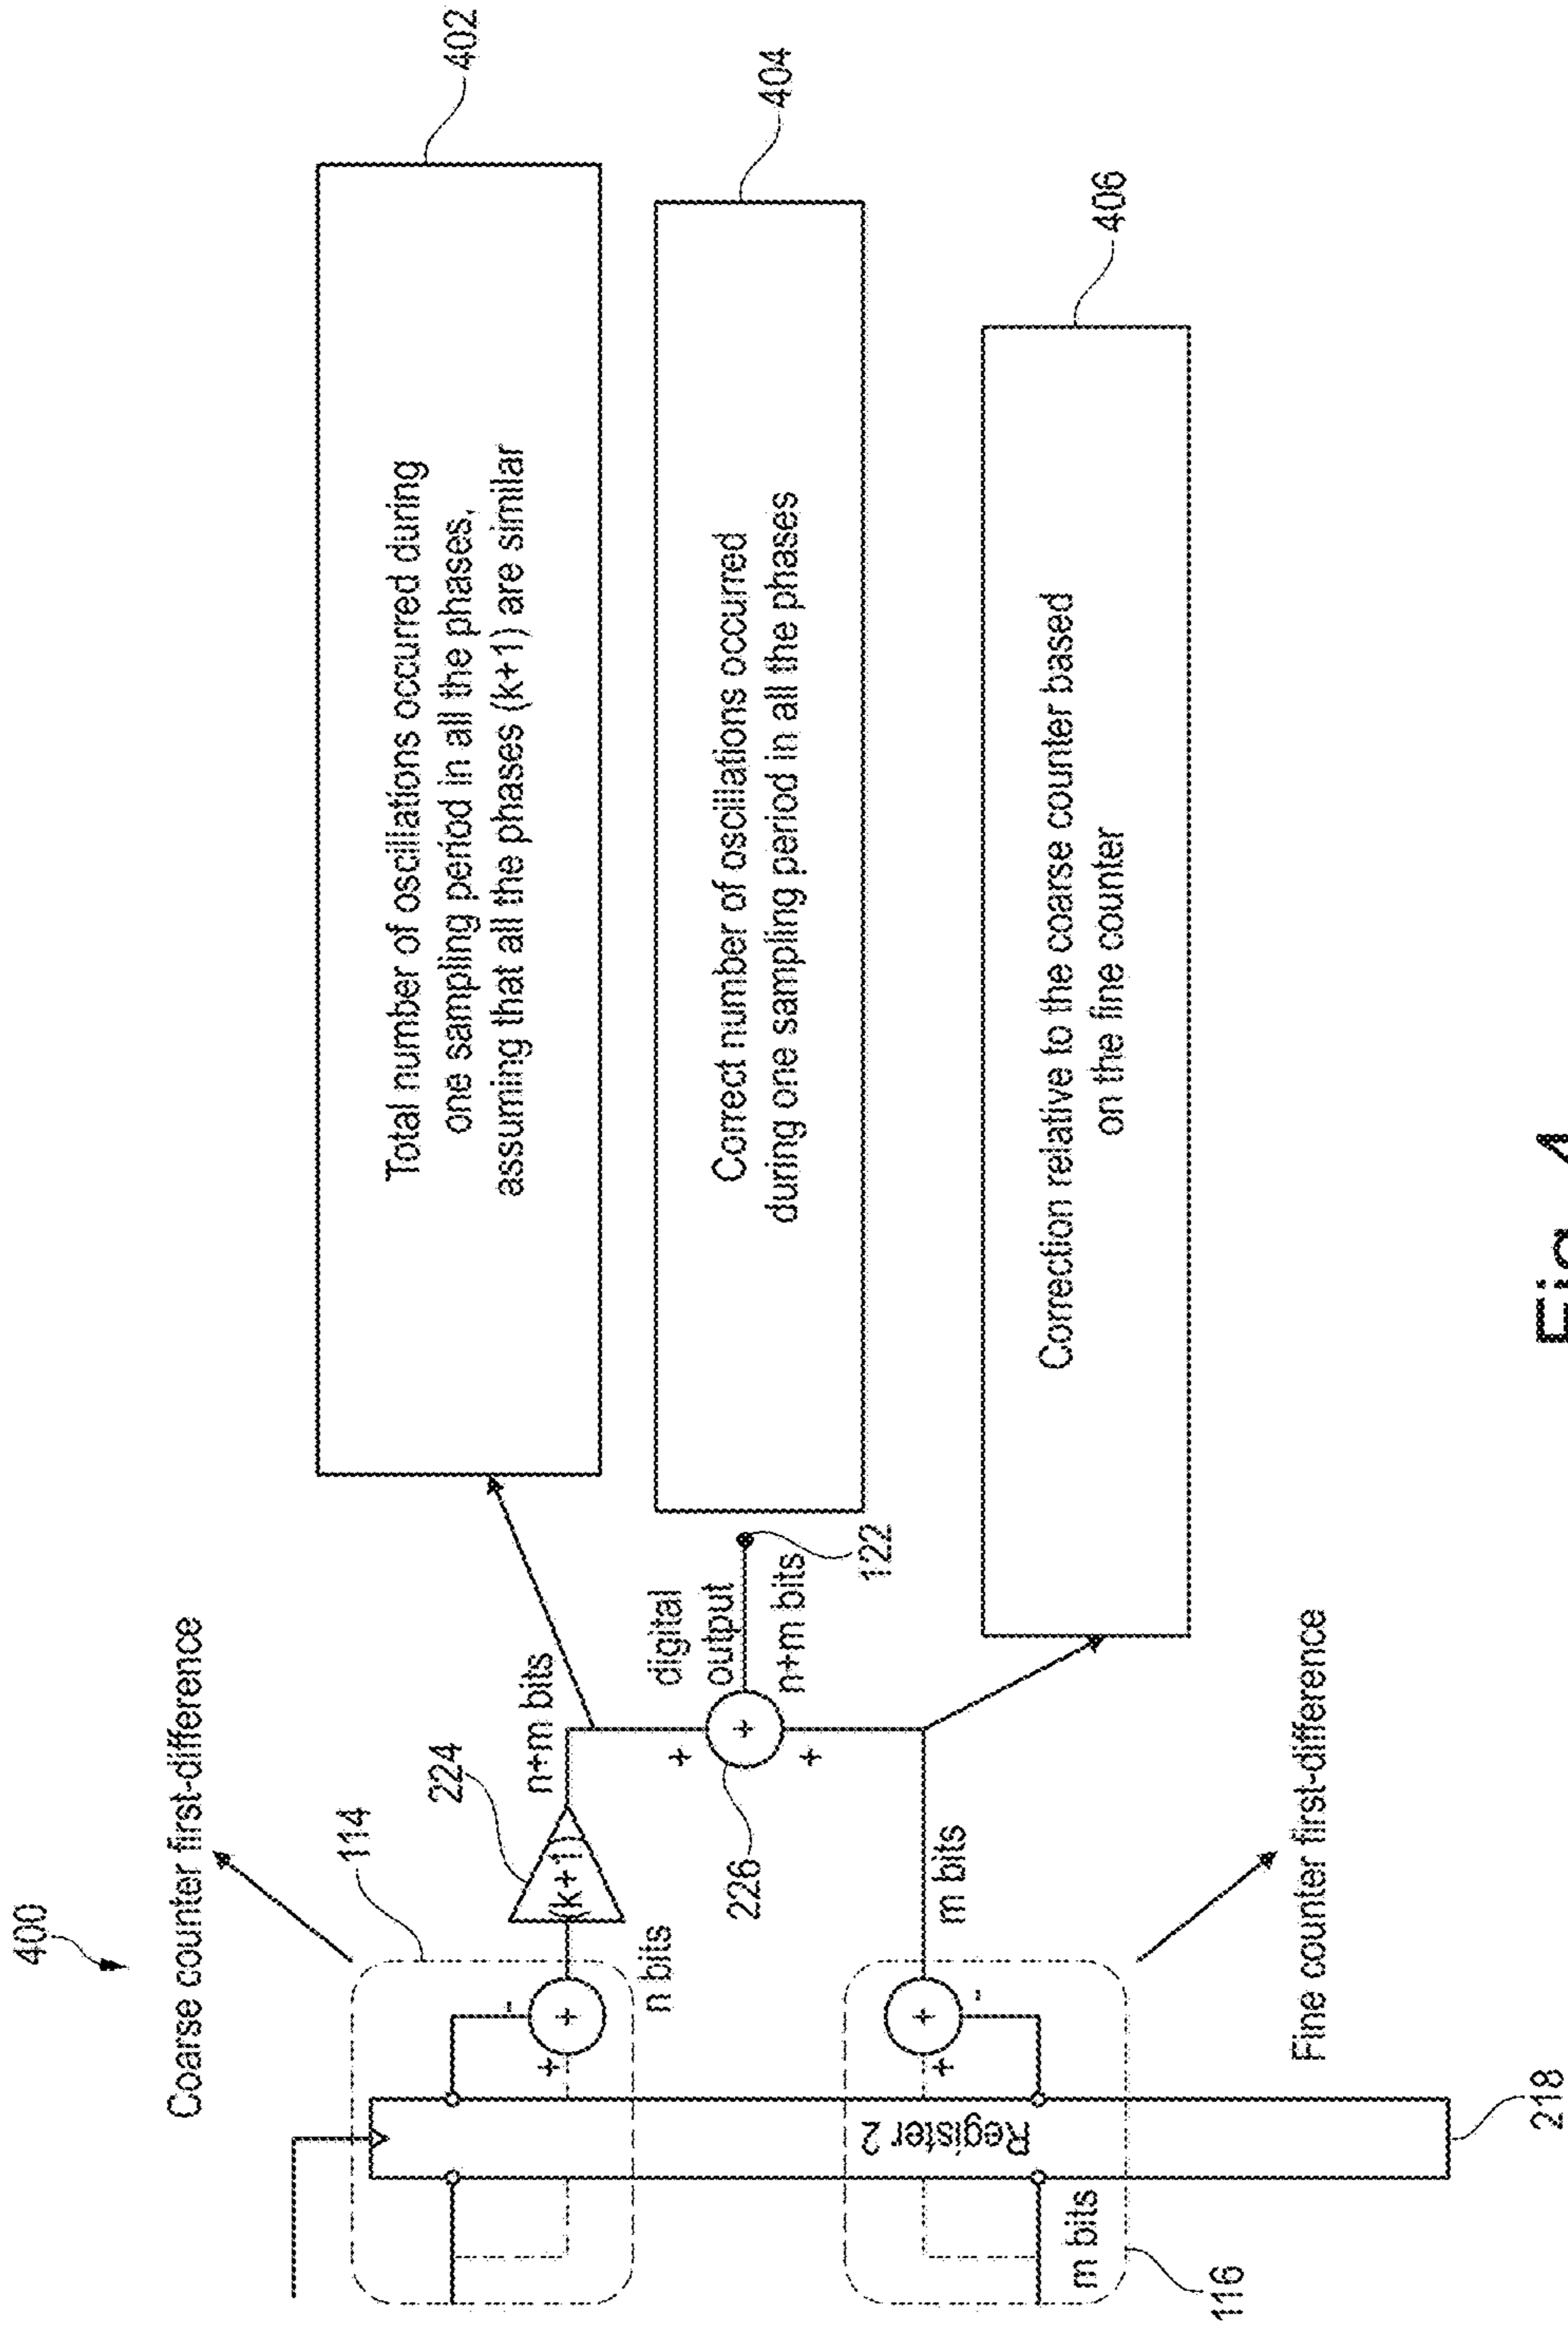 400
Coarse counter first-difference
114
224
(k+1)
n bits
n+m bits
Total number of oscillations occurred during
one sampling period in all the phases,
assuming that all the phases (k+1) are similar
402
digital
output
n+m bits
122
226
Correct number of oscillations occurred
during one sampling period in all the phases
404
+
-
+
+
+
+
+
+
-
Register 2
m bits
m bits
116
218
Fine counter first-difference
Correction relative to the coarse counter based
on the fine counter
406
Fig. 4